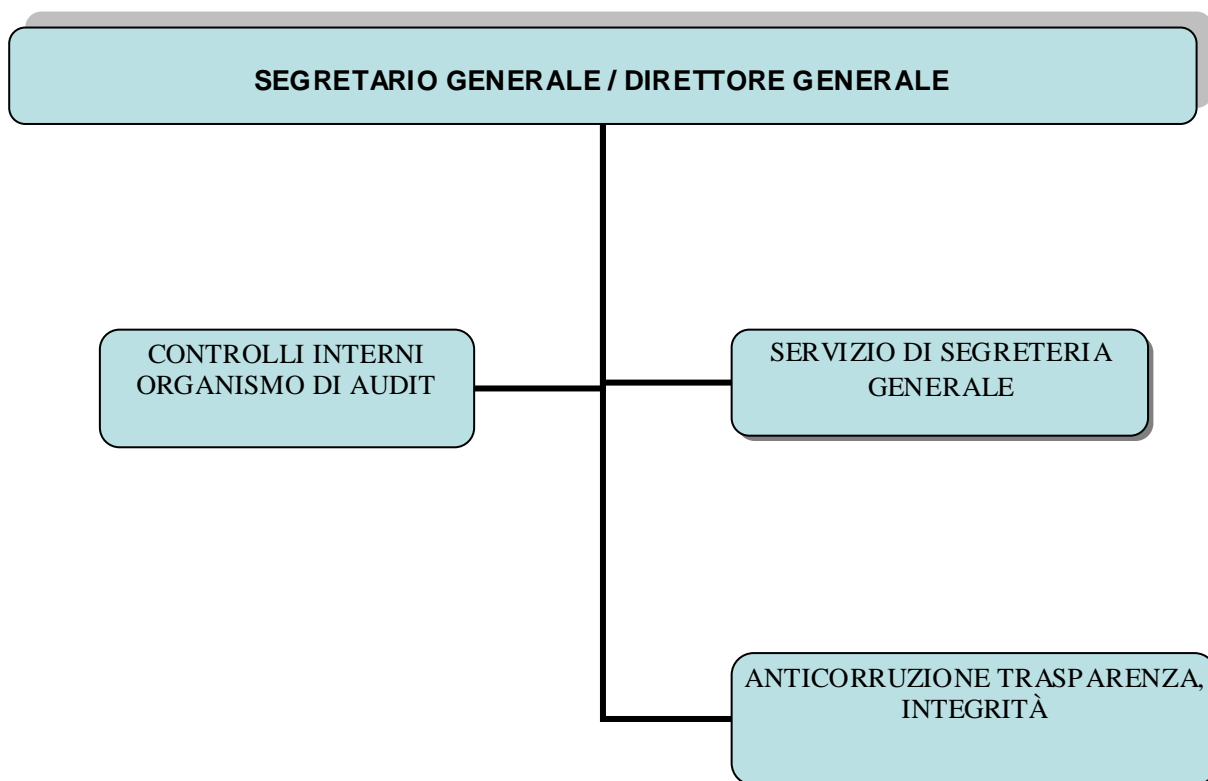 SEGRETARIO GENERALE / DIRETTORE GENERALE
CONTROLLI INTERNI
ORGANISMO DI AUDIT
SERVIZIO DI SEGRETERIA
GENERALE
ANTICORRUZIONE TRASPARENZA,
INTEGRITÀ